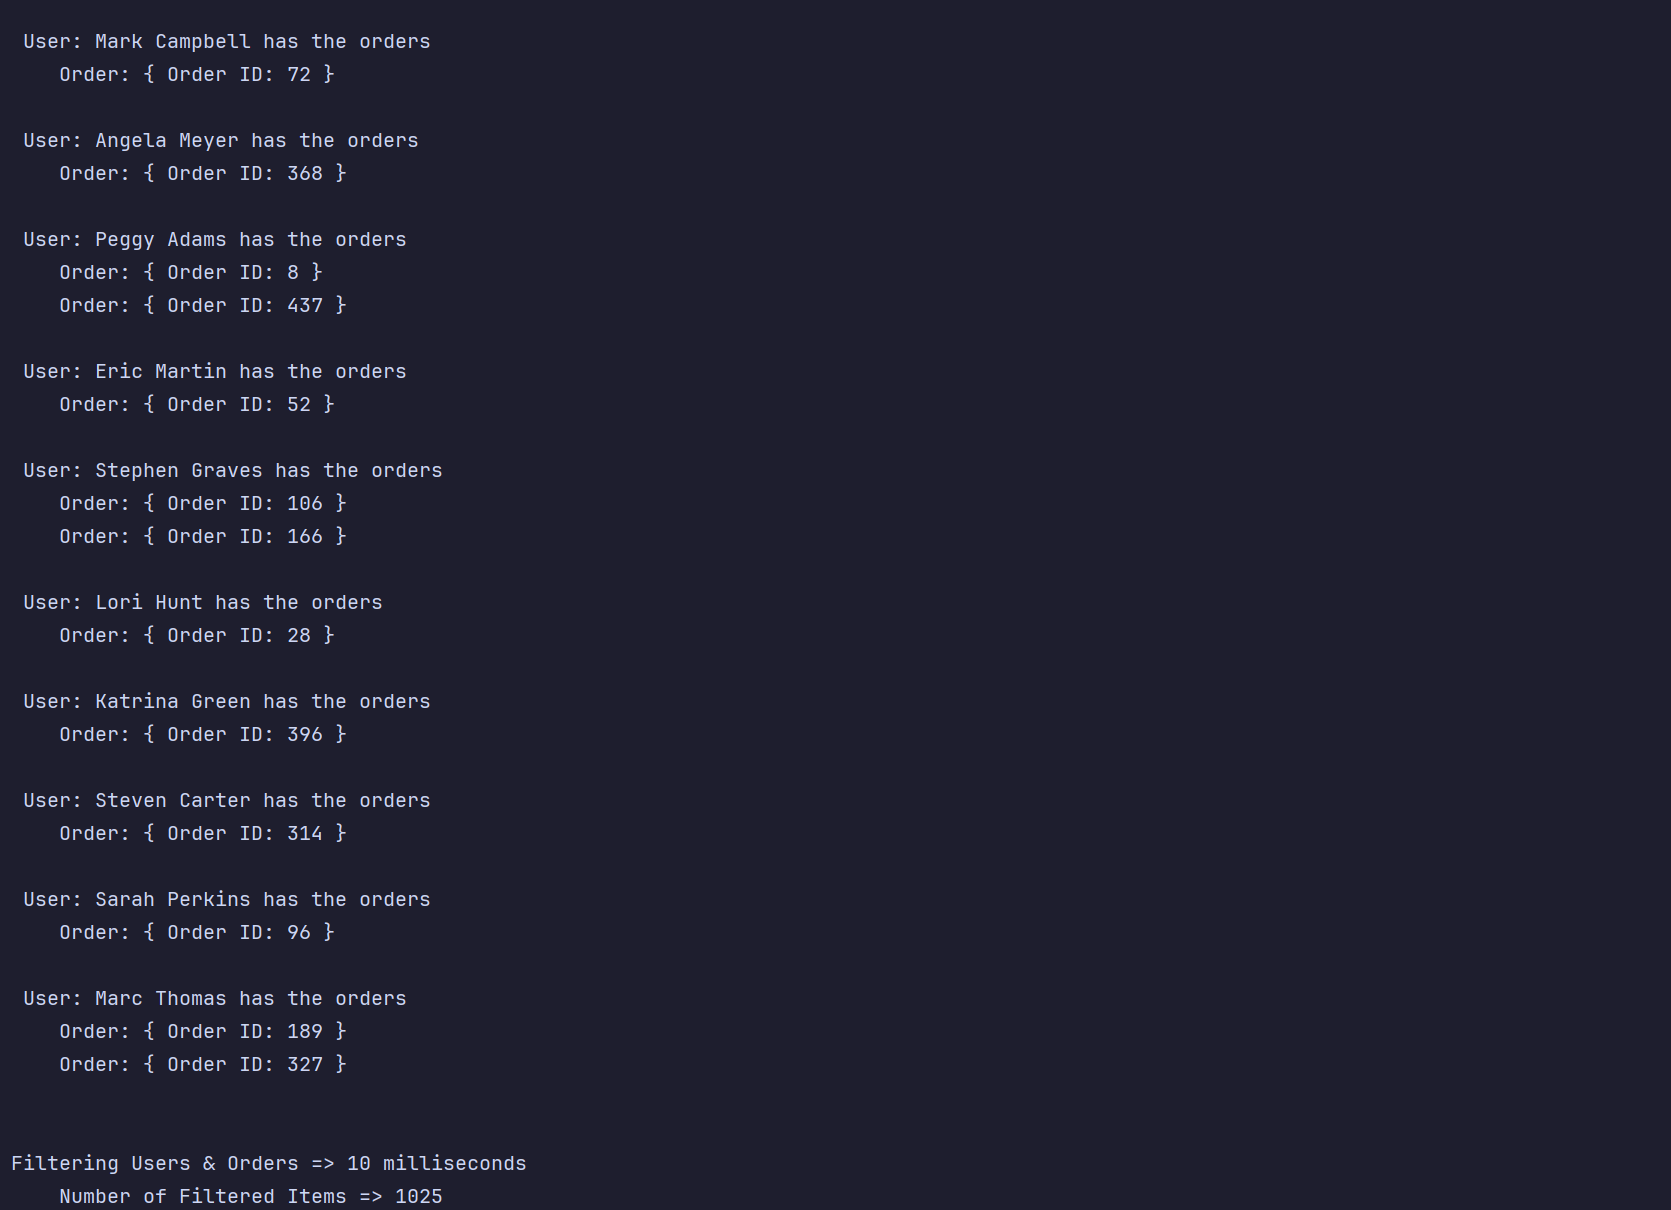 User: Mark Campbell has the orders
Order: { Order ID: 72 }
User: Angela Meyer has the orders
Order: { Order ID: 368 }
User: Peggy Adams has the orders
Order: { Order ID: 8 }
Order: { Order ID: 437 }
User: Eric Martin has the orders
Order: { Order ID: 52 }
User: Stephen Graves has the orders
Order: { Order ID: 106 }
Order: { Order ID: 166 }
User: Lori Hunt has the orders
Order: { Order ID: 28 }
User: Katrina Green has the orders
Order: { Order ID: 396 }
User: Steven Carter has the orders
Order: { Order ID: 314 }
User: Sarah Perkins has the orders
Order: { Order ID: 96 }
User: Marc Thomas has the orders
Order: { Order ID: 189 }
Order: { Order ID: 327 }
Filtering Users & Orders => 10 milliseconds
Number of Filtered Items => 1025